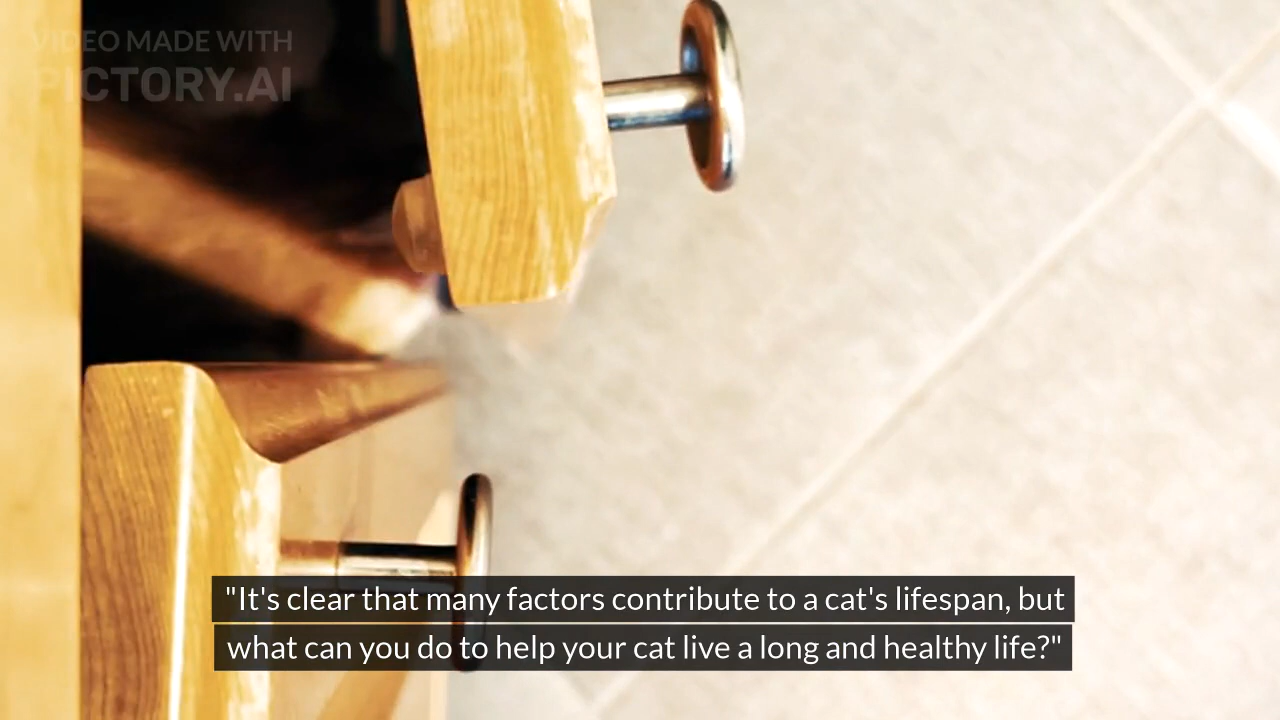 VIDEO MADE WITH
PICTORY.AI
"It's clear that many factors contribute to a cat's lifespan, but
what can you do to help your cat live a long and healthy life?"